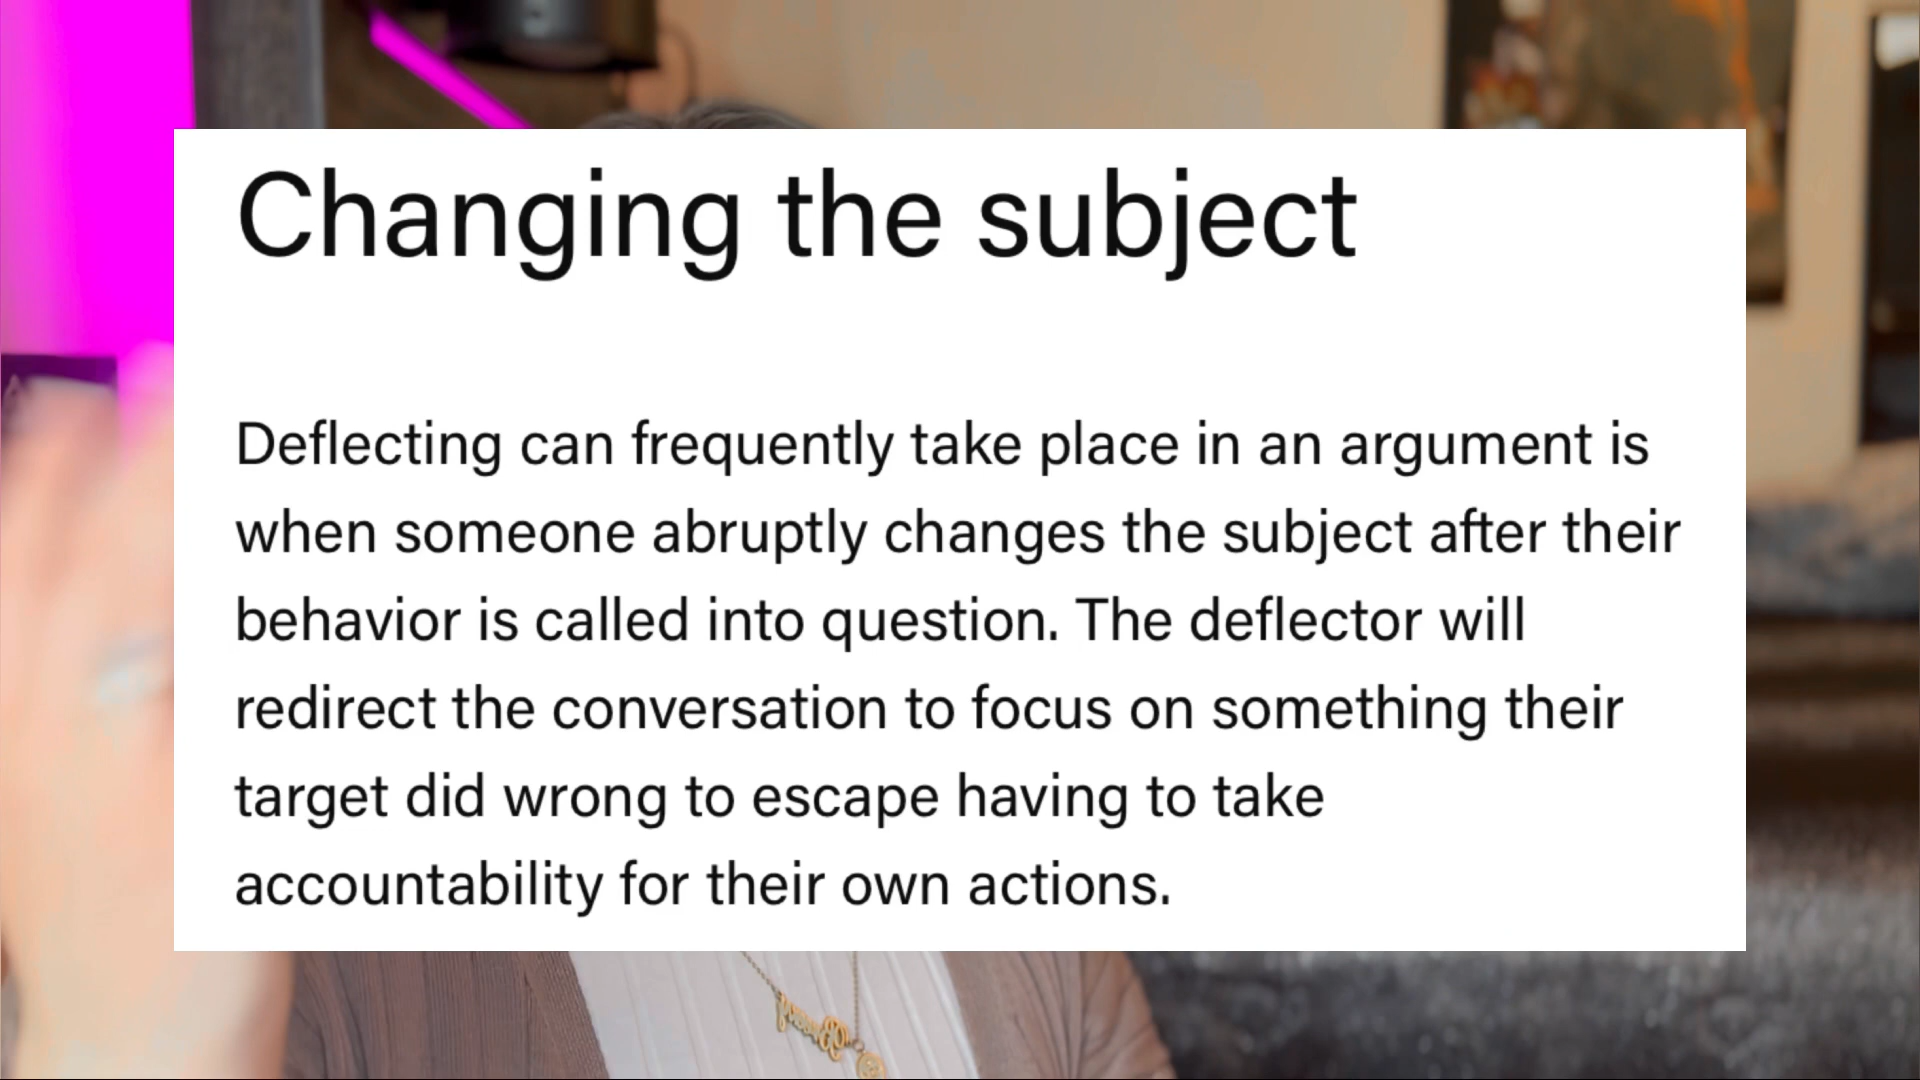 Changing the subject
Deflecting can frequently take place in an argument is
when someone abruptly changes the subject after their
behavior is called into question. The deflector will
redirect the conversation to focus on something their
target did wrong to escape having to take
accountability for their own actions.